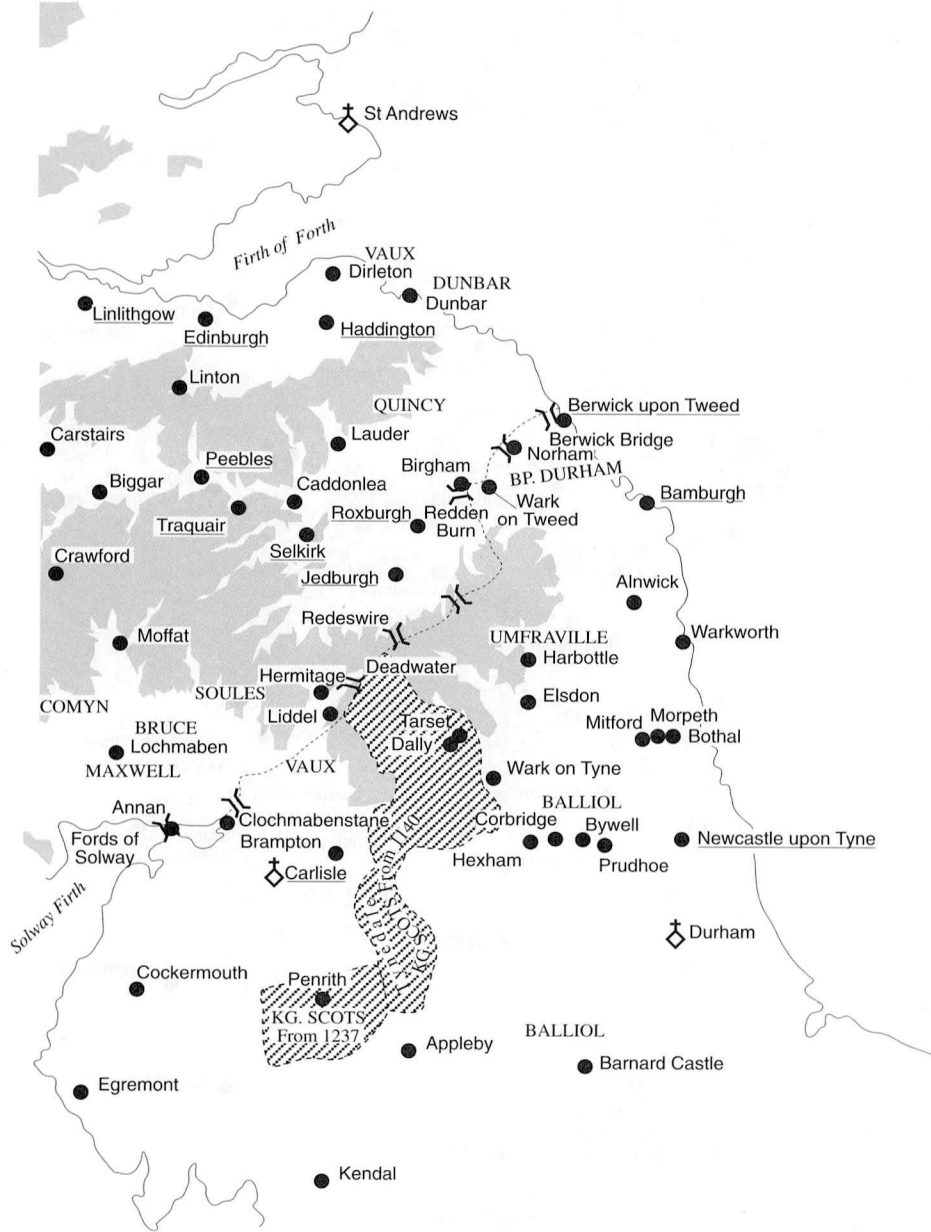 St Andrews
Firth of Forth
VAUX
Dirleton
DUNBAR
Dunbar
Linlithgow
Edinburgh
Haddington
Linton
QUINCY
Berwick upon Tweed
Carstairs
Lauder
Berwick Bridge
Norham
Peebles
Birgham
BP. DURHAM
Biggar
Caddonlea
Wark
on Tweed
Bamburgh
Traquair
Roxburgh
Redden
Burn
Selkirk
Crawford
Jedburgh
Alnwick
Redeswire
Moffat
UMFRAVILLE
Harbottle
Warkworth
Deadwater
Hermitage
SOULES
Elsdon
COMYN
Liddel
BRUCE
Lochmaben
Tarset
Dally
Mitford
Morpeth
Bothal
MAXWELL
VAUX
Wark on Tyne
Annan
Clochmabenstane
BALLIOL
Corbridge
Bywell
Fords of
Solway
Brampton
Hexham
Prudhoe
Newcastle upon Tyne
Carlisle
Tynedale From 1140
KG. SCOTS
Solway Firth
Durham
Cockermouth
Penrith
KG. SCOTS
From 1237
Appleby
BALLIOL
Barnard Castle
Egremont
Kendal